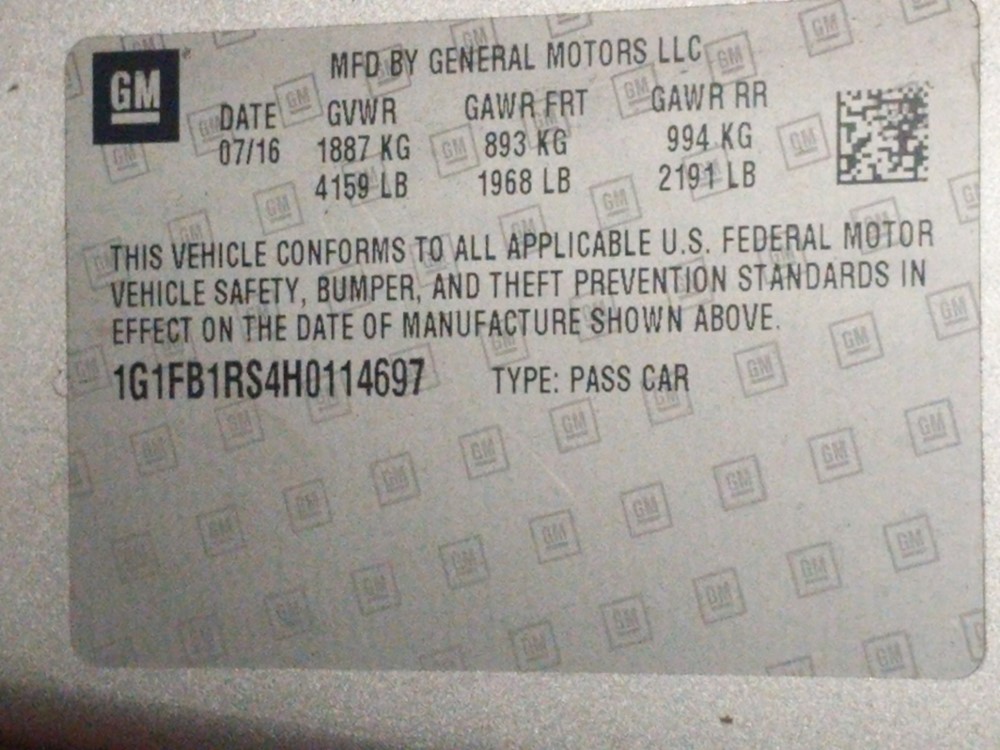 GM
MFD BY GENERAL MOTORS LLC
DATE GVWR GAWR FRT GAWR RR
07/16 1887 KG 893 KG 994 KG
4159 LB 1968 LB 2191 LB
THIS VEHICLE CONFORMS TO ALL APPLICABLE U.S. FEDERAL MOTOR
VEHICLE SAFETY, BUMPER, AND THEFT PREVENTION STANDARDS IN
EFFECT ON THE DATE OF MANUFACTURE SHOWN ABOVE.
1G1FB1RS4H0114697 TYPE: PASS CAR